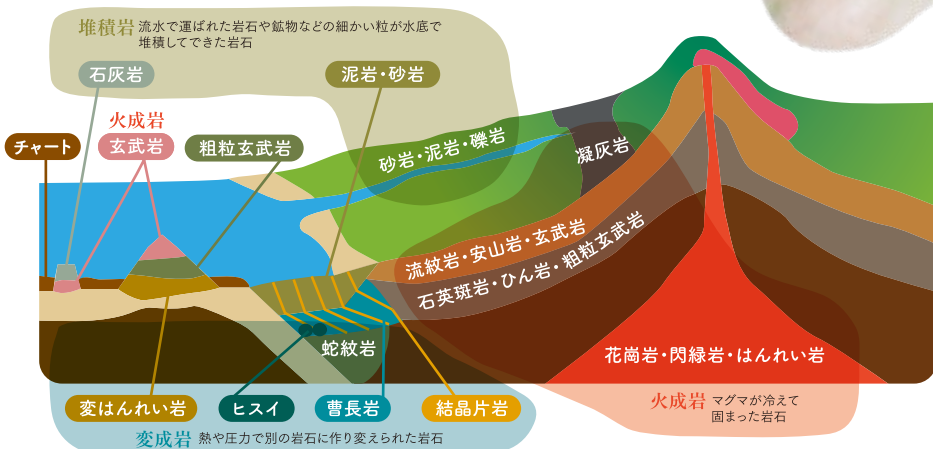 堆積岩 流水で運ばれた岩石や鉱物などの細かい粒が水底で
堆積してできた岩石
石灰岩
泥岩・砂岩
火成岩
チャート
玄武岩
粗粒玄武岩
砂岩・泥岩・礫岩
凝灰岩
流紋岩・安山岩・玄武岩
石英斑岩・ひん岩・粗粒玄武岩
蛇紋岩
花崗岩・閃緑岩・はんれい岩
変はんれい岩
ヒスイ
曹長岩
結晶片岩
火成岩 マグマが冷えて
固まった岩石
変成岩 熱や圧力で別の岩石に作り変えられた岩石